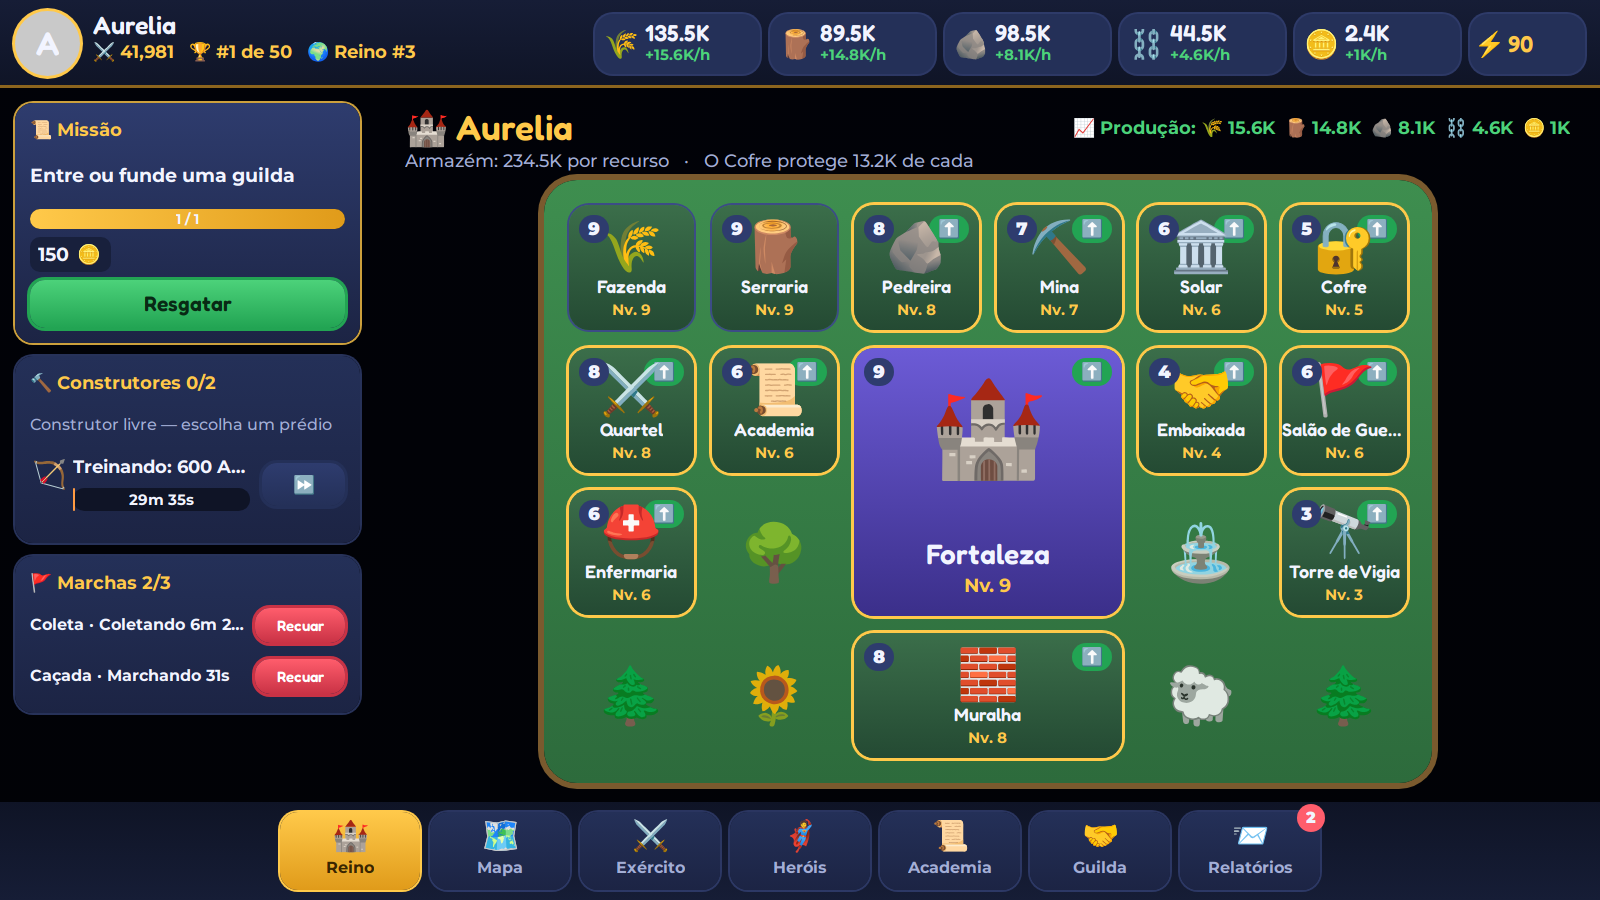 A
Aurelia
41,981 #1 de 50 Reino #3
135.5K
+15.6K/h
89.5K
+14.8K/h
98.5K
+8.1K/h
44.5K
+4.6K/h
2.4K
+1K/h
90
Missão
Entre ou funde uma guilda
1 / 1
150
Resgatar
Construtores 0/2
Construtor livre — escolha um prédio
Treinando: 600 A...
29m 35s
Marchas 2/3
Coleta · Coletando 6m 2...
Recuar
Caçada · Marchando 31s
Recuar
Aurelia
Produção: 15.6K 14.8K 8.1K 4.6K 1K
Armazém: 234.5K por recurso · O Cofre protege 13.2K de cada
9
Fazenda
Nv. 9
9
Serraria
Nv. 9
8
Pedreira
Nv. 8
7
Mina
Nv. 7
6
Solar
Nv. 6
5
Cofre
Nv. 5
8
Quartel
Nv. 8
6
Academia
Nv. 6
9
Fortaleza
Nv. 9
4
Embaixada
Nv. 4
6
Salão de Gue...
Nv. 6
6
Enfermaria
Nv. 6
3
Torre de Vigia
Nv. 3
8
Muralha
Nv. 8
Reino
Mapa
Exército
Heróis
Academia
Guilda
Relatórios
2